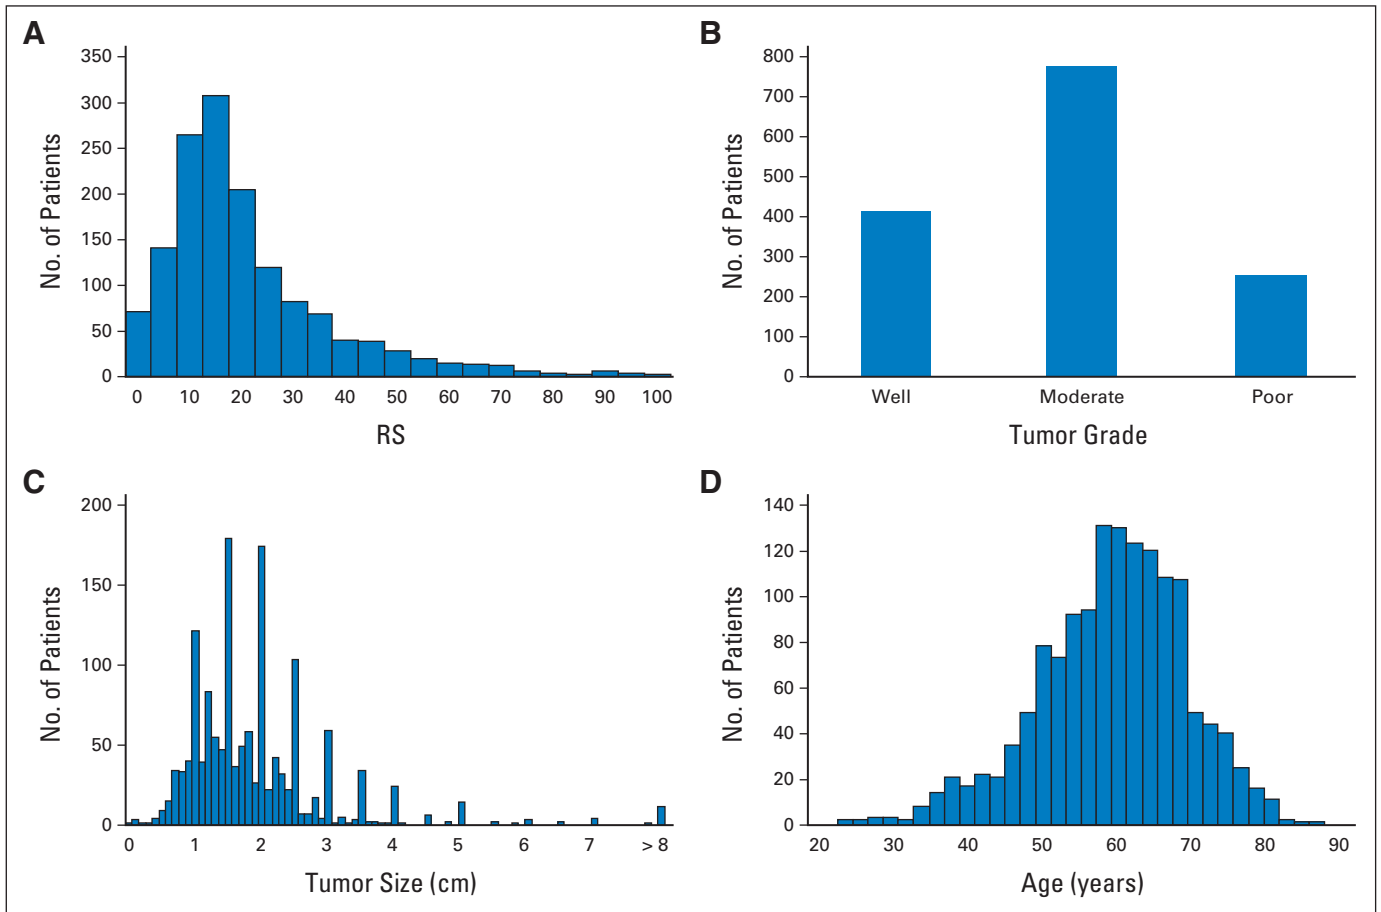 A
350
300
250
200
150
100
50
0
No. of Patients
0 10 20 30 40 50 60 70 80 90 100
RS
B
800
700
600
500
400
300
200
100
0
No. of Patients
Well Moderate Poor
Tumor Grade
C
200
150
100
50
0
No. of Patients
0 1 2 3 4 5 6 7 > 8
Tumor Size (cm)
D
140
120
100
80
60
40
20
0
No. of Patients
20 30 40 50 60 70 80 90
Age (years)